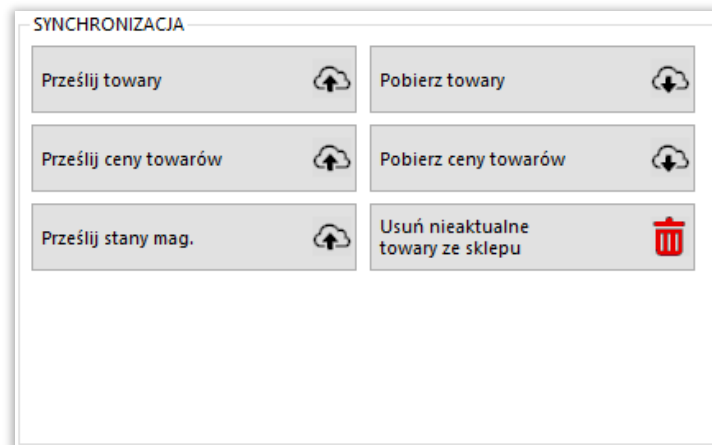 SYNCHRONIZACJA
Prześlij towary
Pobierz towary
Prześlij ceny towarów
Pobierz ceny towarów
Prześlij stany mag.
Usuń nieaktualne
towary ze sklepu